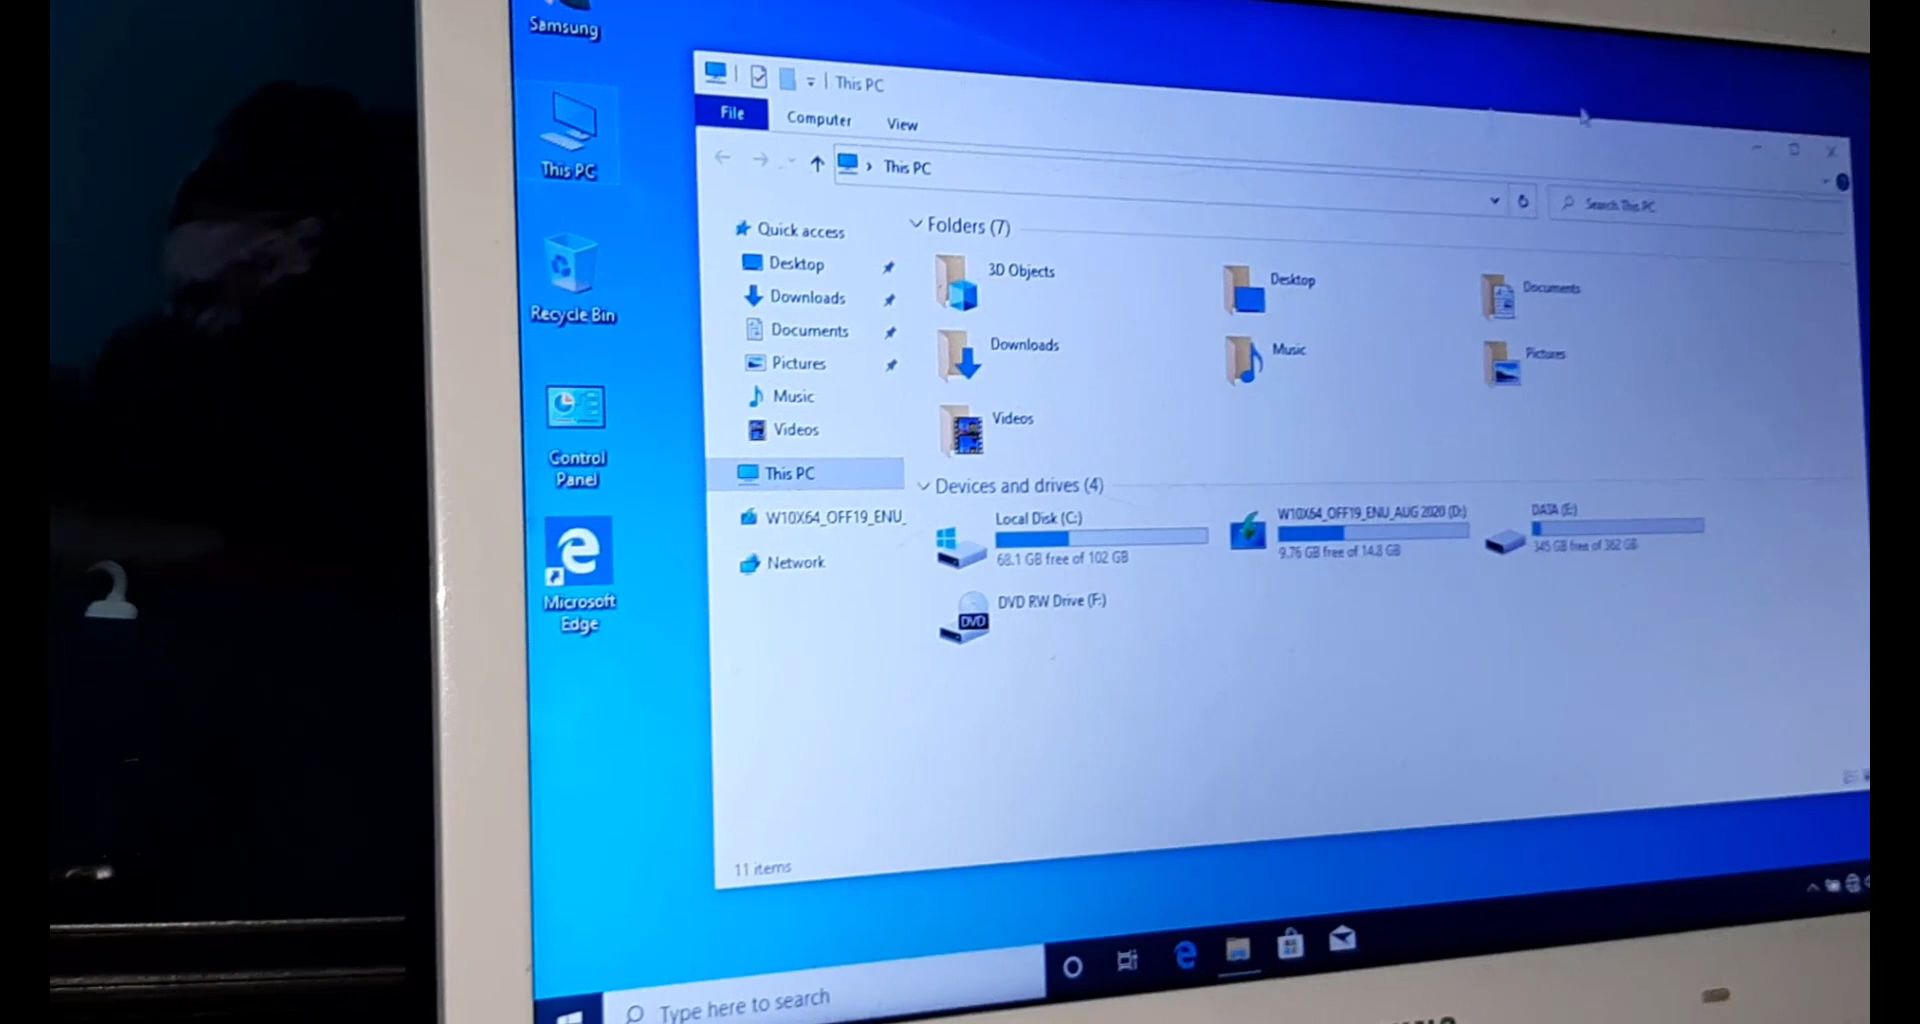 Samsung
This PC
Recycle Bin
Control
Panel
Microsoft
Edge
This PC
File
Computer
View
This PC
Search This PC
Quick access
Desktop
Downloads
Documents
Pictures
Music
Videos
This PC
W10X64_OFF19_ENU_
Network
Folders (7)
3D Objects
Desktop
Documents
Downloads
Music
Pictures
Videos
Devices and drives (4)
Local Disk (C:)
68.1 GB free of 102 GB
W10X64_OFF19_ENU_AUG 2020 (D:)
9.76 GB free of 14.8 GB
DATA (E:)
345 GB free of 362 GB
DVD RW Drive (F:)
DVD
11 items
Type here to search